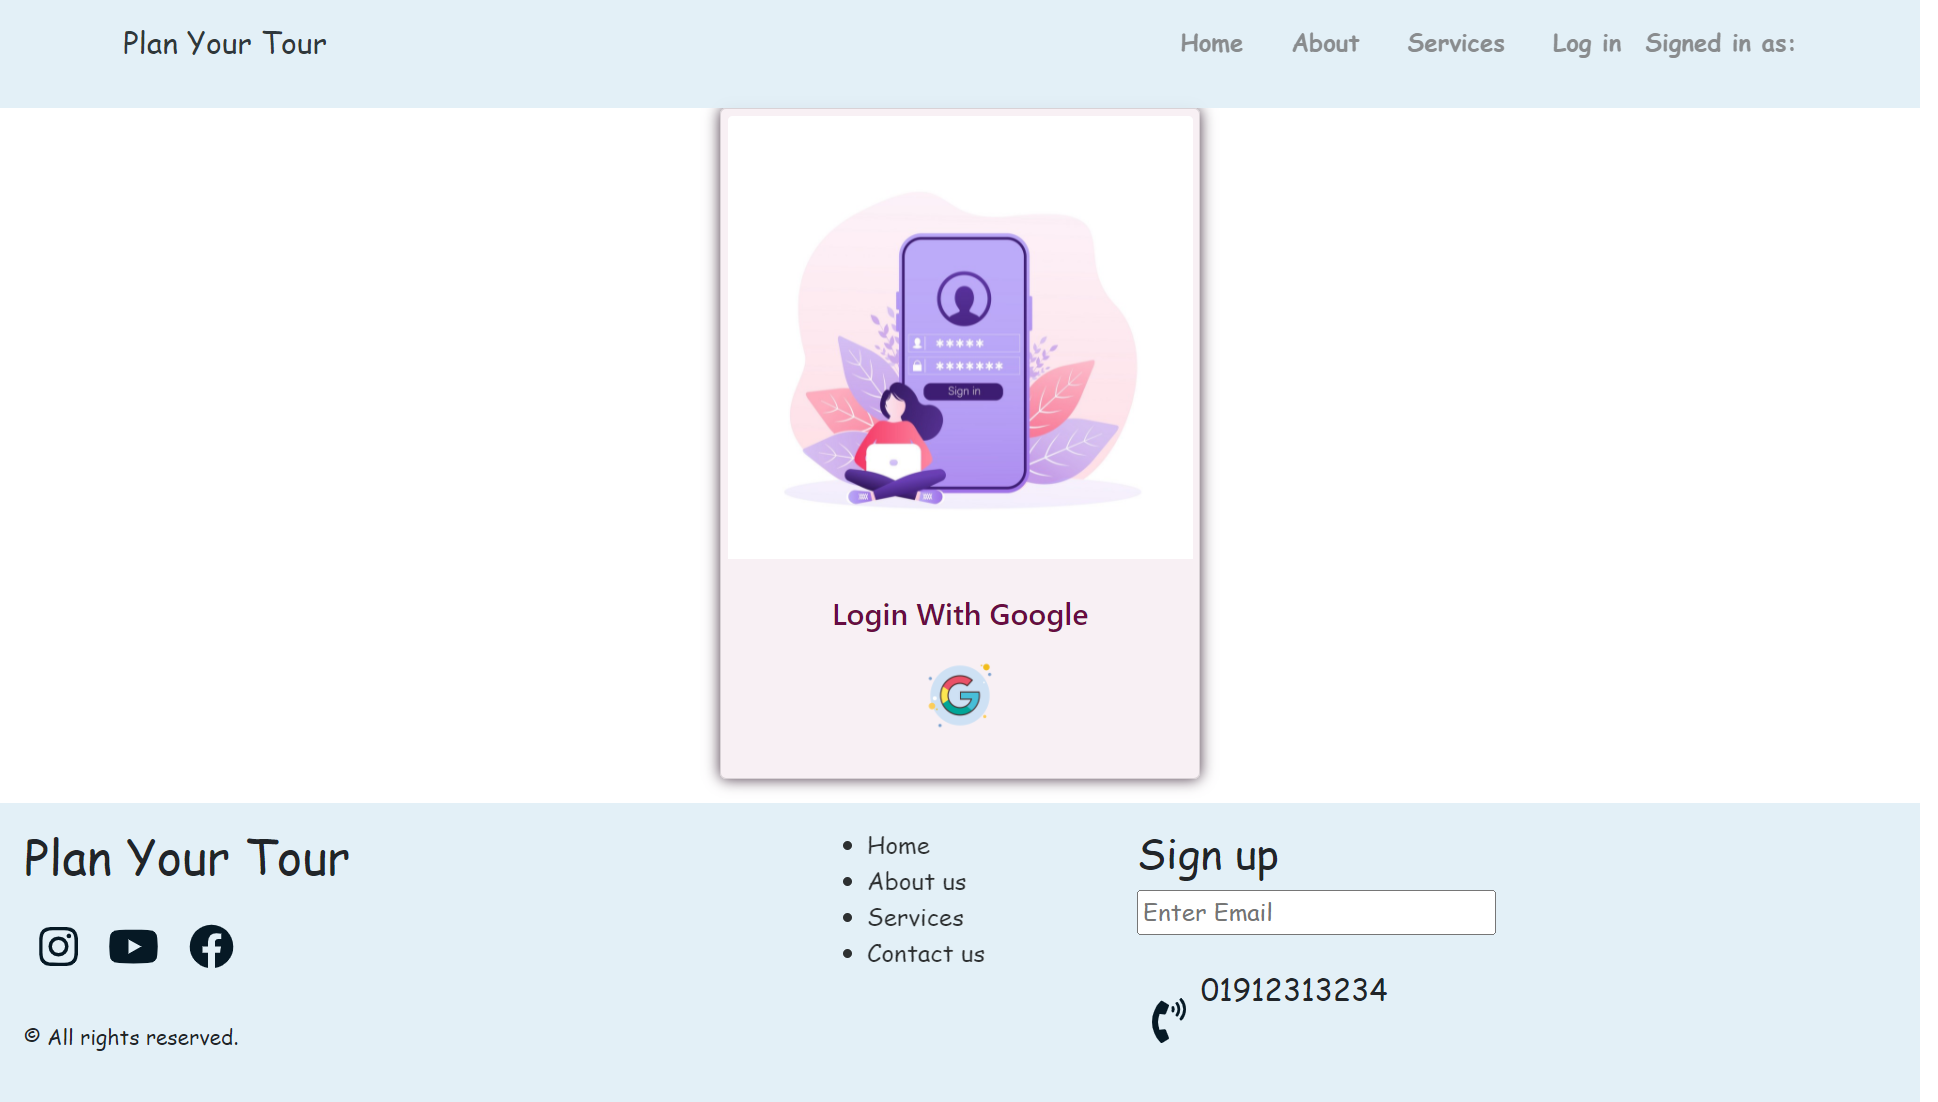 Plan Your Tour
Home About Services Log in Signed in as:
*****
*******
Sign in
Login With Google
G
Plan Your Tour
Home
About us
Services
Contact us
Sign up
Enter Email
01912313234
© All rights reserved.